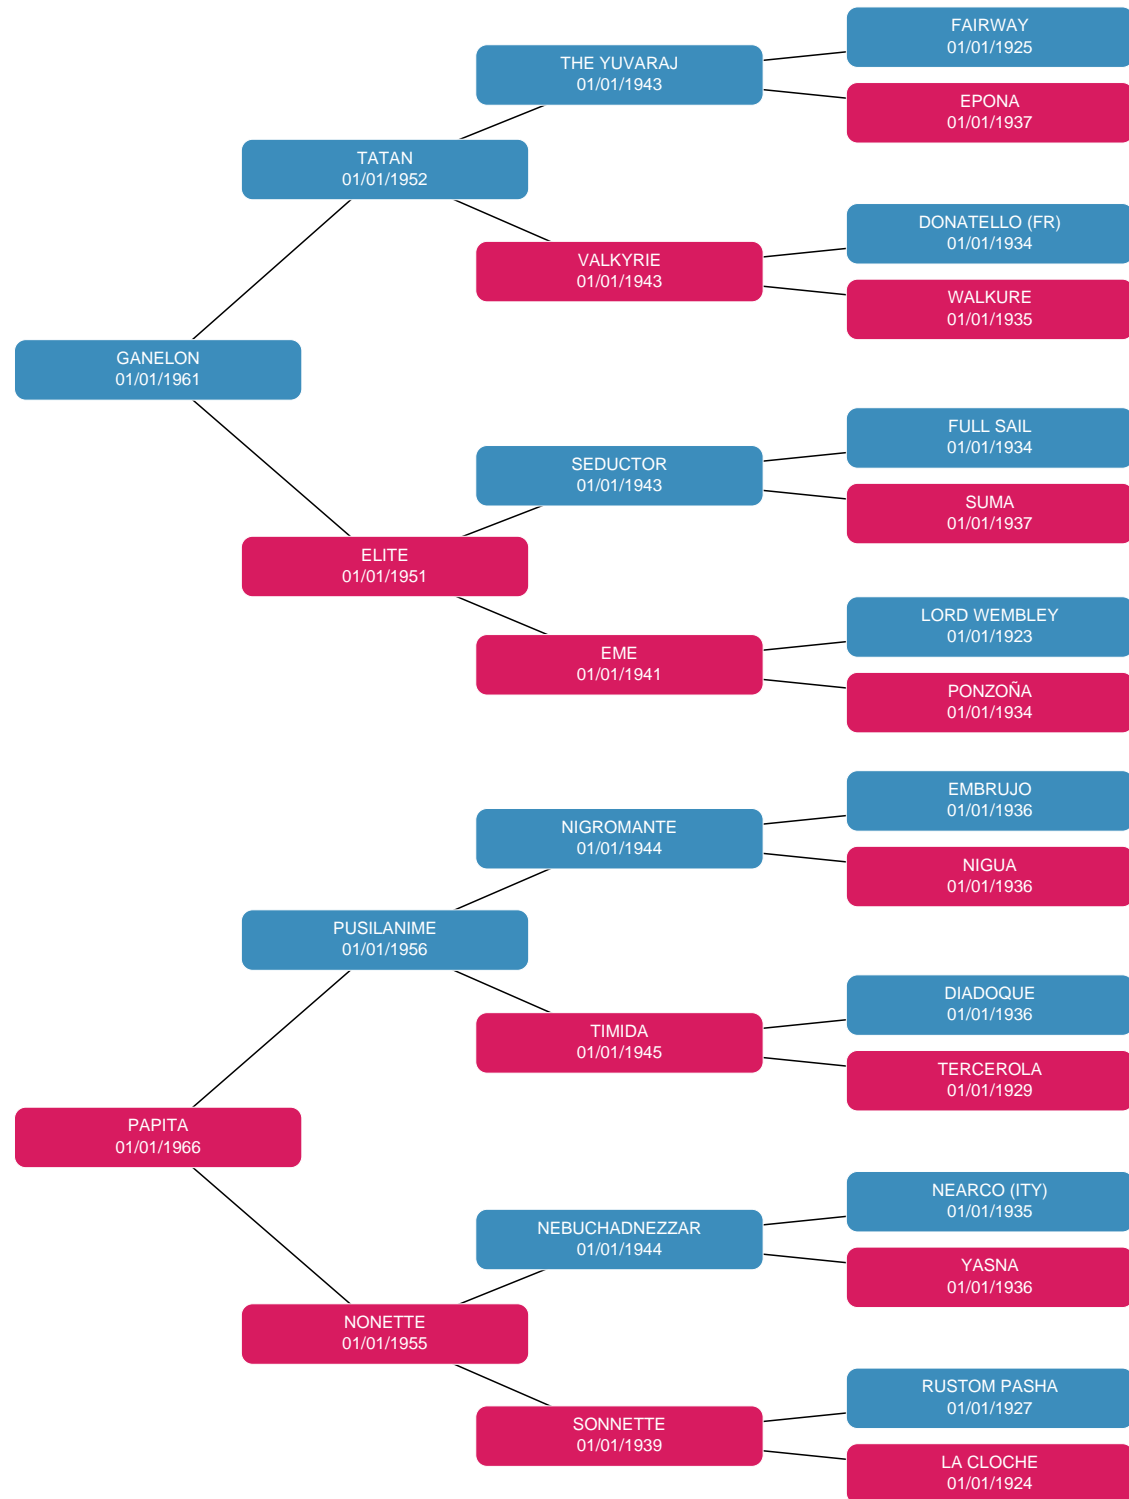 FAIRWAY
01/01/1925
THE YUVARAJ
01/01/1943
EPONA
01/01/1937
TATAN
01/01/1952
DONATELLO (FR)
01/01/1934
VALKYRIE
01/01/1943
WALKURE
01/01/1935
GANELON
01/01/1961
FULL SAIL
01/01/1934
SEDUCTOR
01/01/1943
SUMA
01/01/1937
ELITE
01/01/1951
LORD WEMBLEY
01/01/1923
EME
01/01/1941
PONZOÑA
01/01/1934
EMBRUJO
01/01/1936
NIGROMANTE
01/01/1944
NIGUA
01/01/1936
PUSILANIME
01/01/1956
DIADOQUE
01/01/1936
TIMIDA
01/01/1945
TERCEROLA
01/01/1929
PAPITA
01/01/1966
NEARCO (ITY)
01/01/1935
NEBUCHADNEZZAR
01/01/1944
YASNA
01/01/1936
NONETTE
01/01/1955
RUSTOM PASHA
01/01/1927
SONNETTE
01/01/1939
LA CLOCHE
01/01/1924